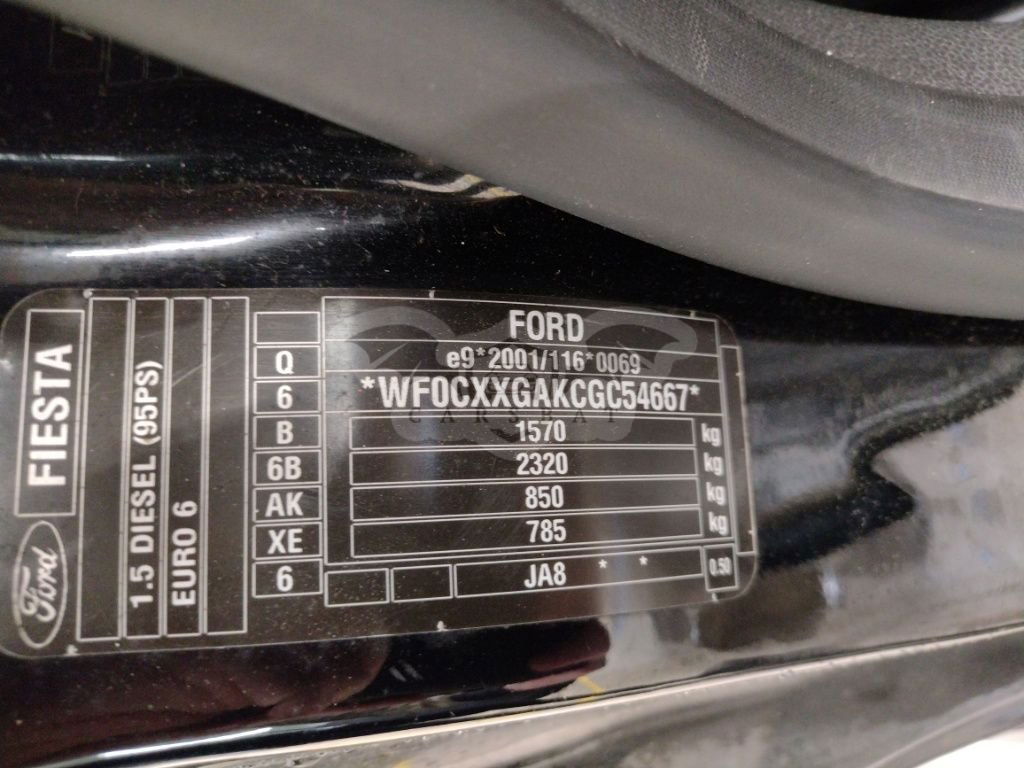 FORD
e9*2001/116*0069
*WF0CXXGAKCGC54667*
1570 kg
2320 kg
850 kg
785 kg
JA8 * * 0.50
Q
6
B
6B
AK
XE
6
FIESTA
Ford
1.5 DIESEL (95PS)
EURO 6
CARSBAT